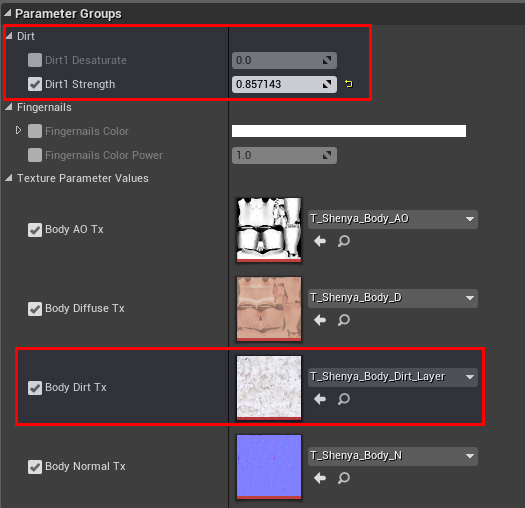 Parameter Groups
Dirt
Dirt1 Desaturate 0.0
Dirt1 Strength 0.857143
Fingernails
Fingernails Color
Fingernails Color Power 1.0
Texture Parameter Values
Body AO Tx T_Shenya_Body_AO
Body Diffuse Tx T_Shenya_Body_D
Body Dirt Tx T_Shenya_Body_Dirt_Layer
Body Normal Tx T_Shenya_Body_N